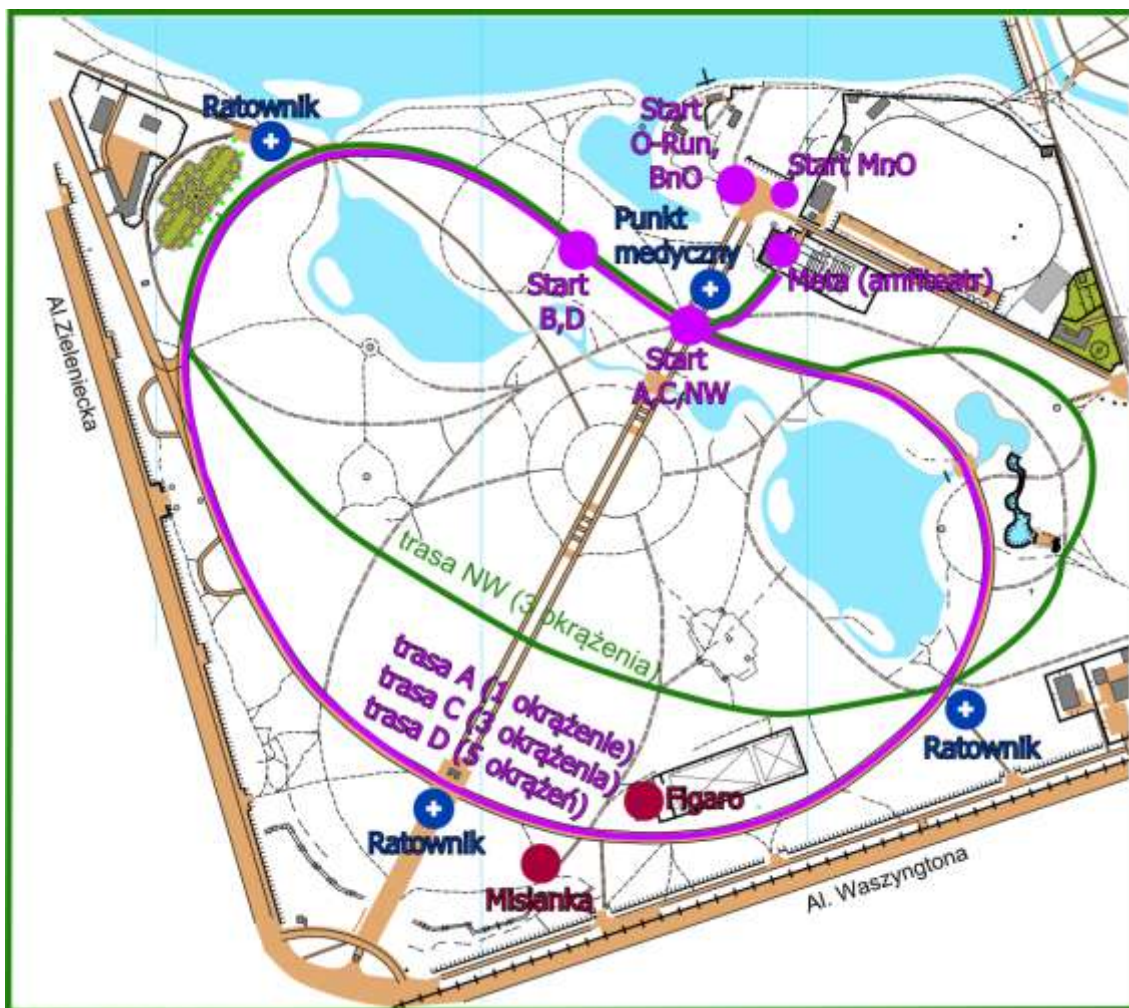 Ratownik
Start
O-Run,
BnO
Start MnO
Punkt
medyczny
Meta (amfiteatr)
Start
B,D
Start
A,C,NW
Al.Zieleniecka
trasa NW (3 okrążenia)
trasa A (1 okrążenie)
trasa C (3 okrążenia)
trasa D (5 okrążeń)
Ratownik
Figaro
Ratownik
Misianka
Al. Waszyngtona